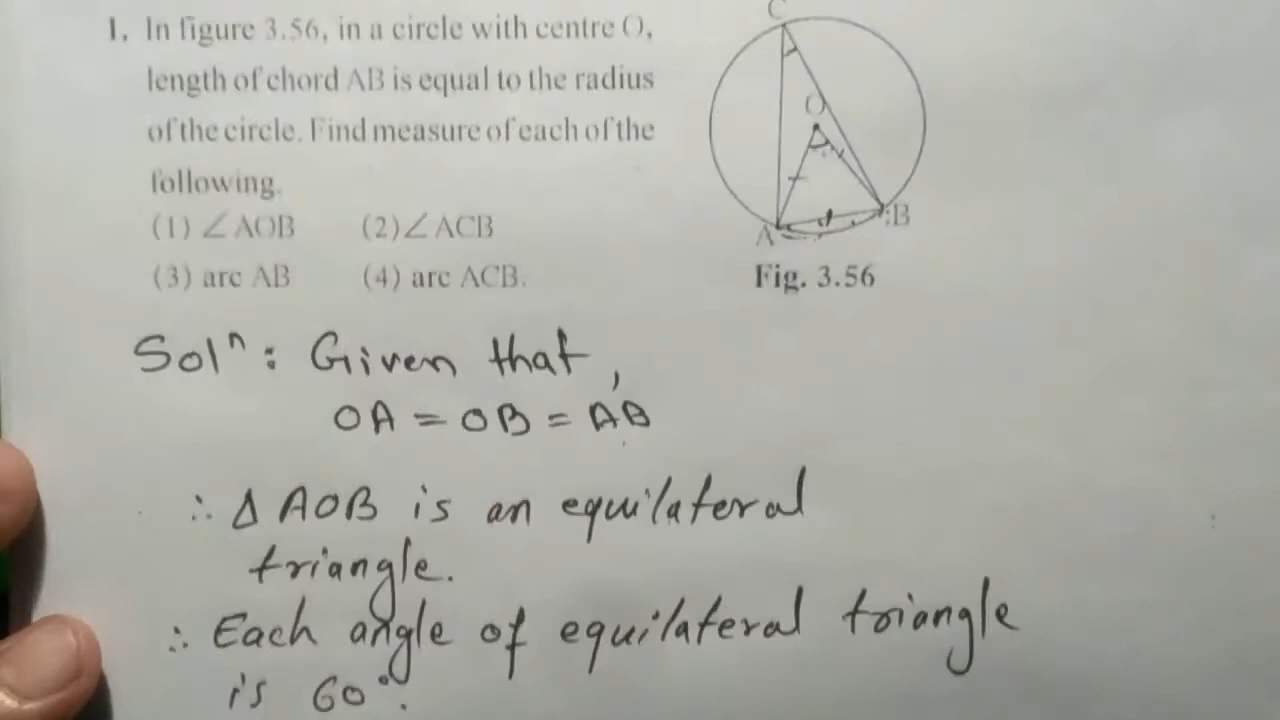 1. In figure 3.56, in a circle with centre O,
length of chord AB is equal to the radius
of the circle. Find measure of each of the
following.
(1) ∠AOB (2) ∠ACB
(3) arc AB (4) arc ACB.
C
O
A
B
Fig. 3.56
Solⁿ: Given that,
OA = OB = AB
∴ Δ AOB is an equilateral
triangle.
∴ Each angle of equilateral triangle
is 60°.